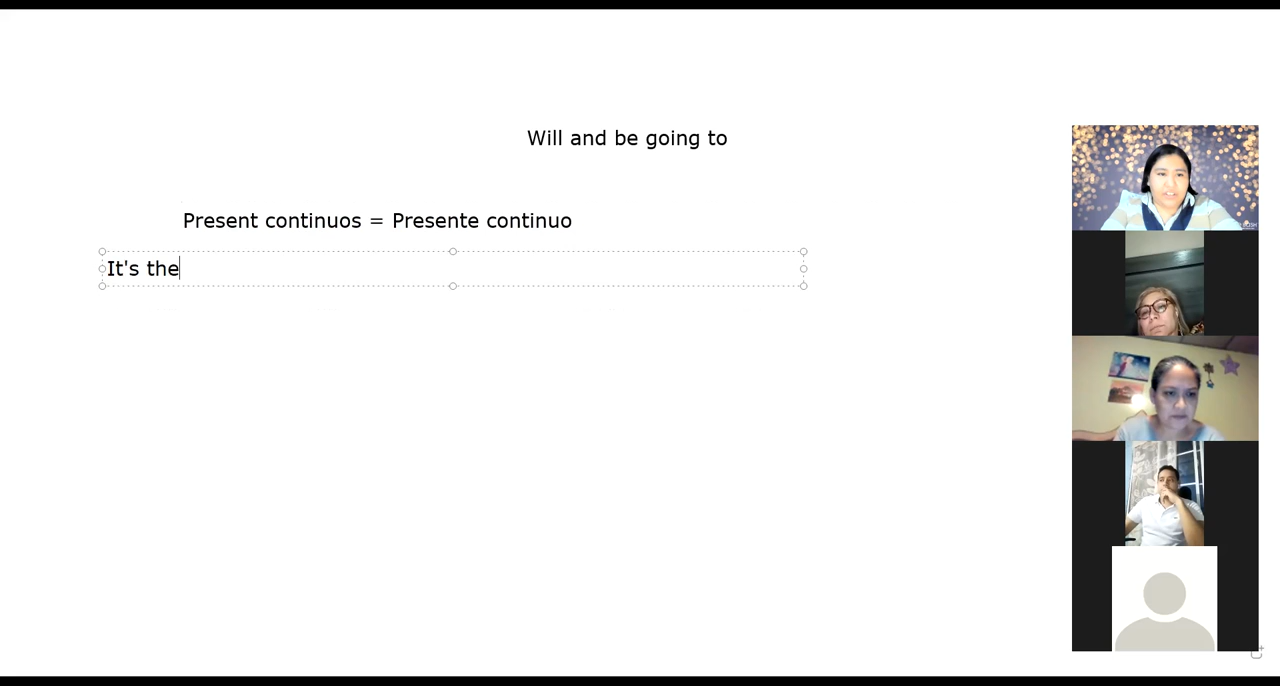 Will and be going to
Present continuos = Presente continuo
It's the